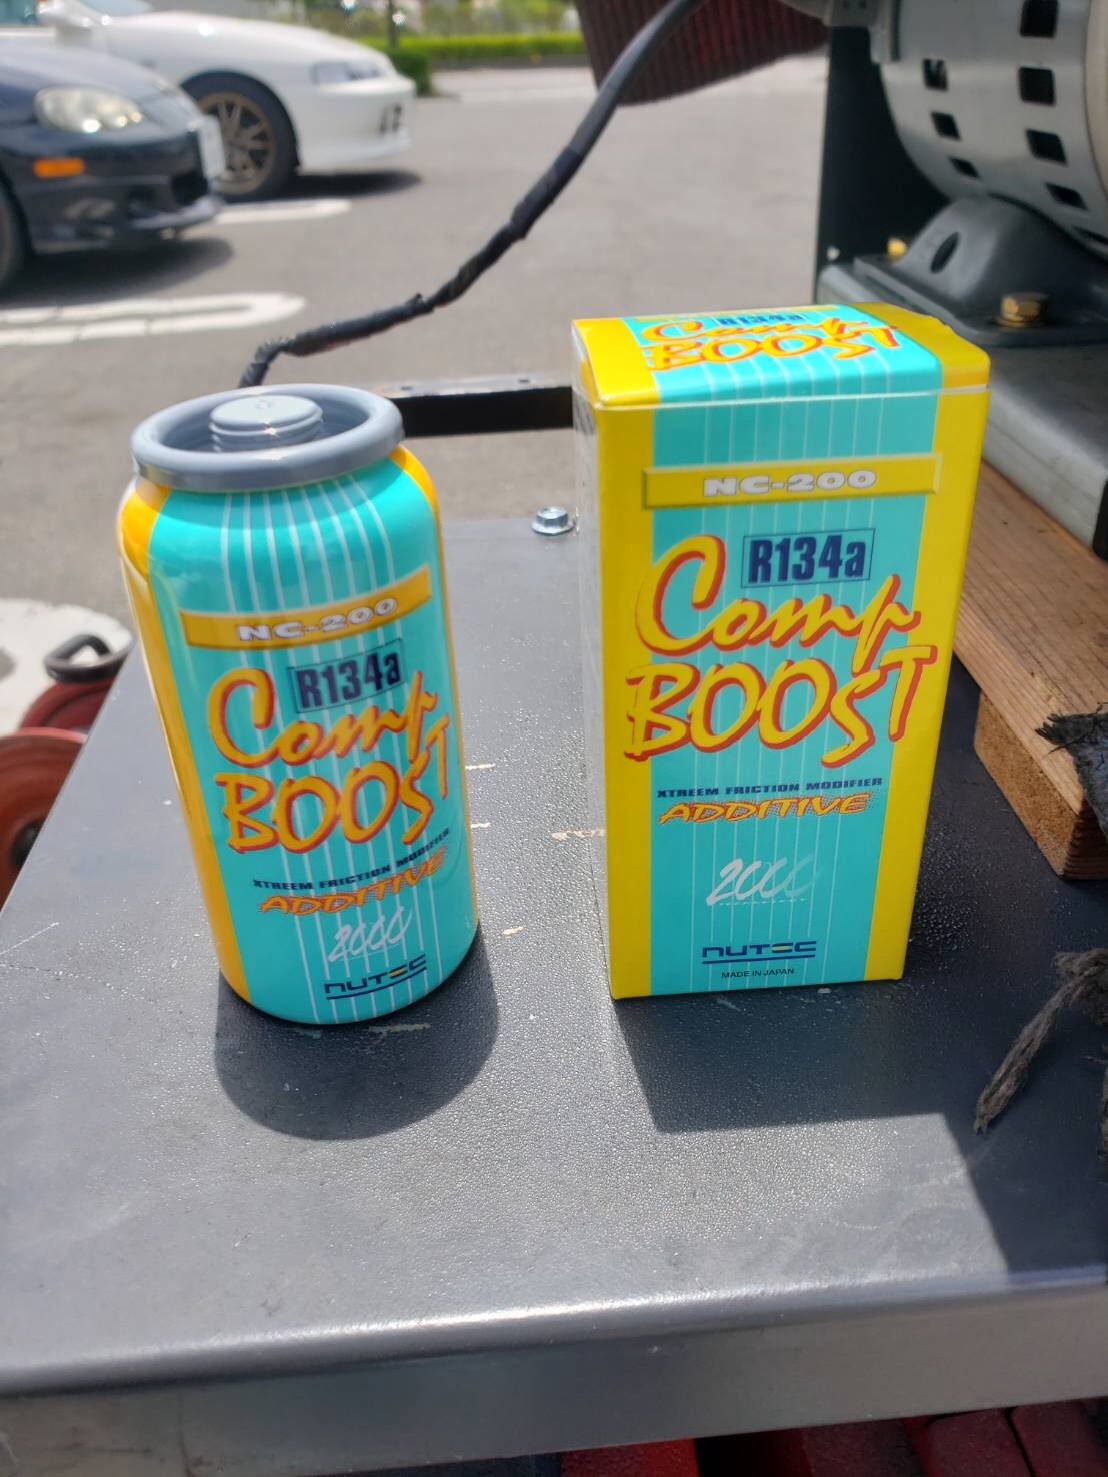 NC-200
R134a
Comp
BOOST
XTREEM FRICTION MODIFIER
ADDITIVE
2000
NUTEC
R134a
Comp
BOOST
NC-200
R134a
Comp
BOOST
XTREEM FRICTION MODIFIER
ADDITIVE
2000
NUTEC
MADE IN JAPAN